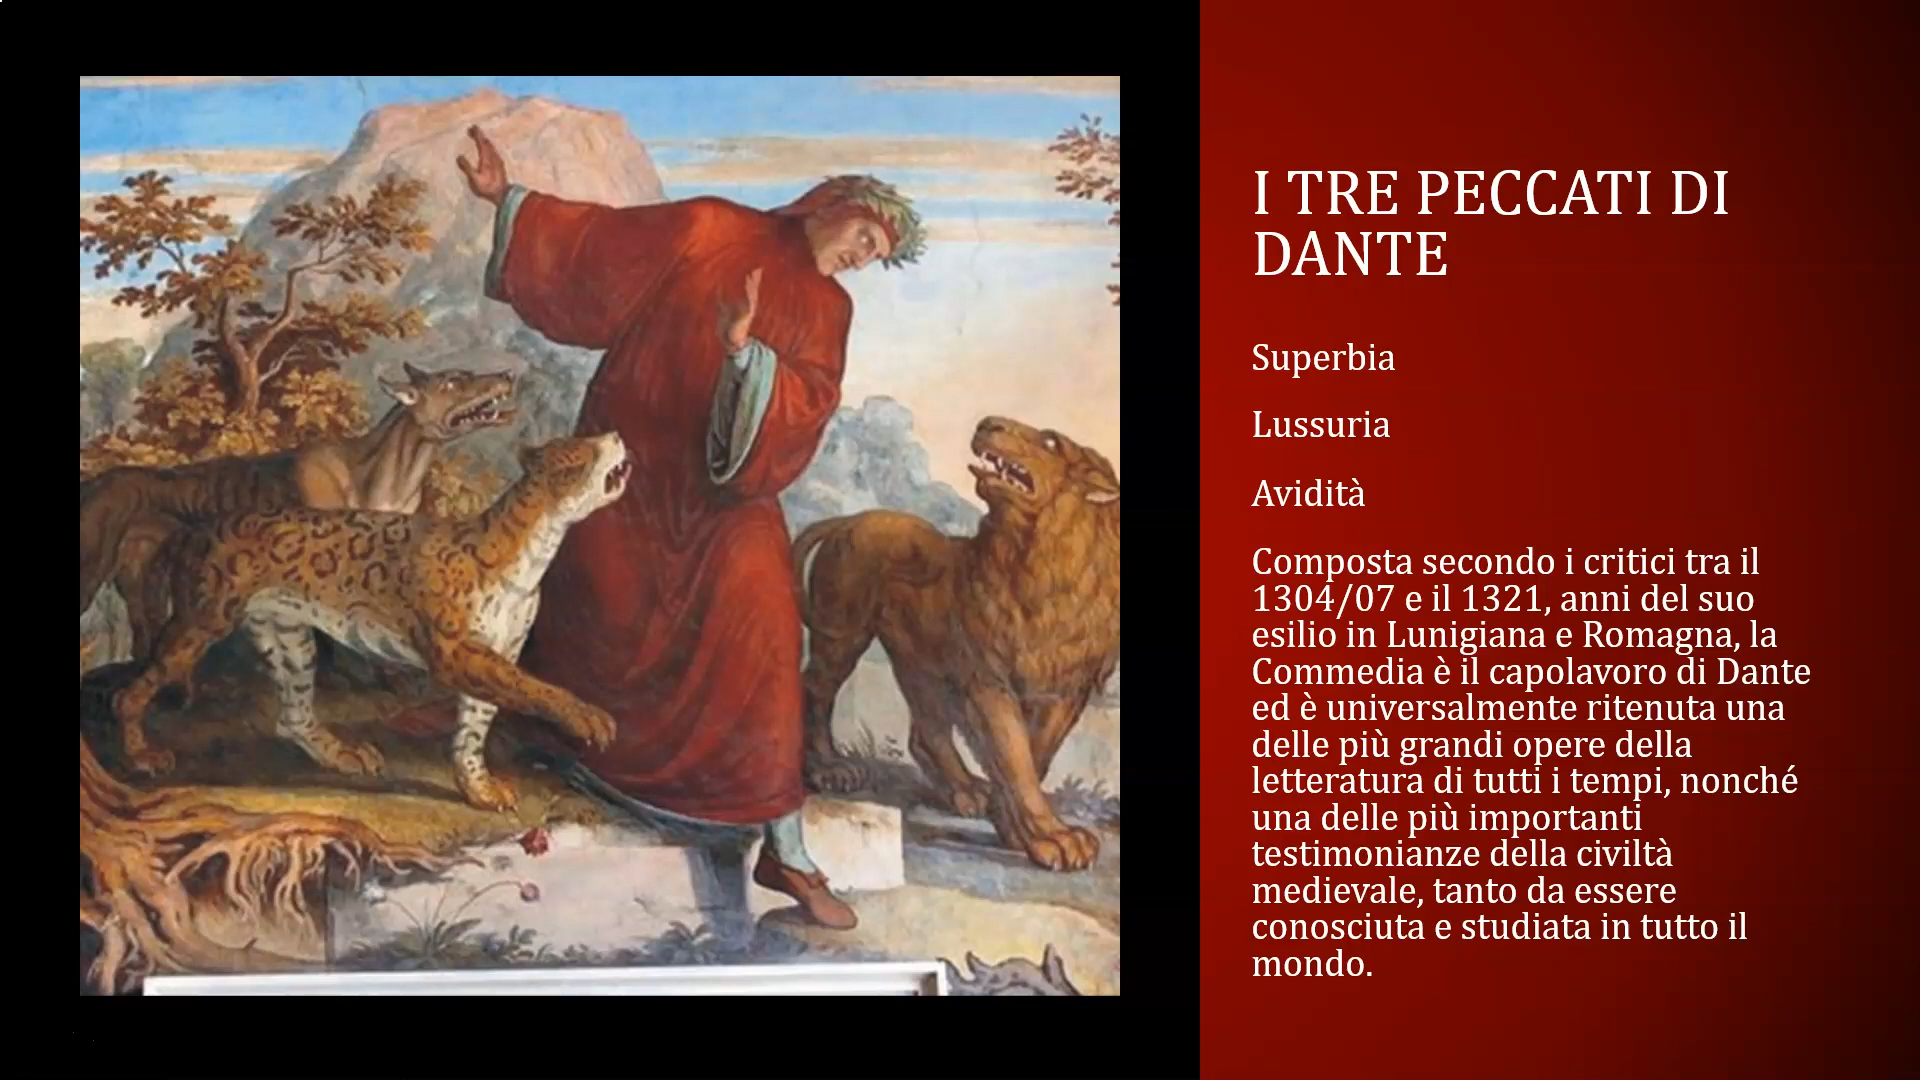 I TRE PECCATI DI
DANTE
Superbia
Lussuria
Avidità
Composta secondo i critici tra il
1304/07 e il 1321, anni del suo
esilio in Lunigiana e Romagna, la
Commedia è il capolavoro di Dante
ed è universalmente ritenuta una
delle più grandi opere della
letteratura di tutti i tempi, nonché
una delle più importanti
testimonianze della civiltà
medievale, tanto da essere
conosciuta e studiata in tutto il
mondo.